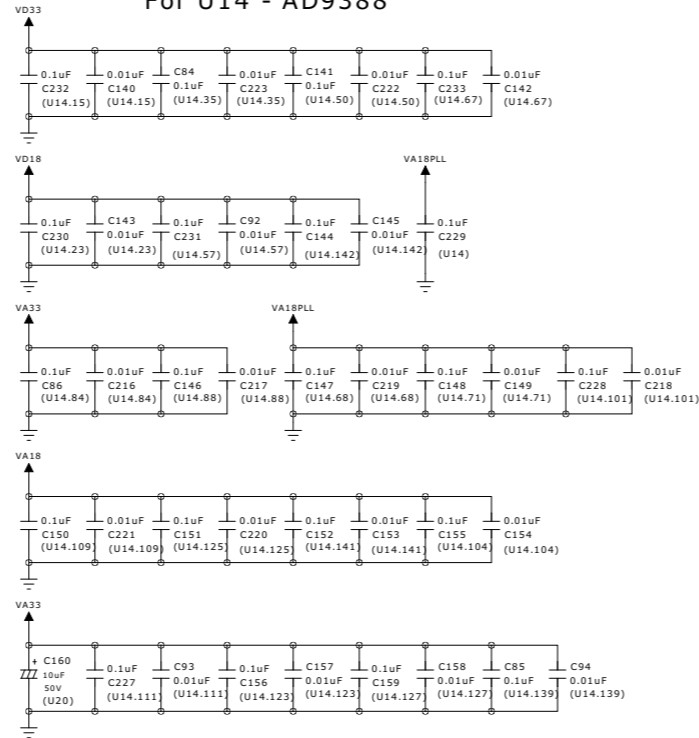 For U14 - AD9388
VD33
0.1uF
C232
(U14.15)
0.01uF
C140
(U14.15)
C84
0.1uF
(U14.35)
0.01uF
C223
(U14.35)
C141
0.1uF
(U14.50)
0.01uF
C222
(U14.50)
0.1uF
C233
(U14.67)
0.01uF
C142
(U14.67)
VD18
0.1uF
C230
(U14.23)
C143
0.01uF
(U14.23)
0.1uF
C231
(U14.57)
C92
0.01uF
(U14.57)
0.1uF
C144
(U14.142)
C145
0.01uF
(U14.142)
VA18PLL
0.1uF
C229
(U14)
VA33
0.1uF
C86
(U14.84)
0.01uF
C216
(U14.84)
0.1uF
C146
(U14.88)
0.01uF
C217
(U14.88)
VA18PLL
0.1uF
C147
(U14.68)
0.01uF
C219
(U14.68)
0.1uF
C148
(U14.71)
0.01uF
C149
(U14.71)
0.1uF
C228
(U14.101)
0.01uF
C218
(U14.101)
VA18
0.1uF
C150
(U14.109)
0.01uF
C221
(U14.109)
0.1uF
C151
(U14.125)
0.01uF
C220
(U14.125)
0.1uF
C152
(U14.141)
0.01uF
C153
(U14.141)
0.1uF
C155
(U14.104)
0.01uF
C154
(U14.104)
VA33
+ C160
10uF
50V
(U20)
0.1uF
C227
(U14.111)
C93
0.01uF
(U14.111)
0.1uF
C156
(U14.123)
C157
0.01uF
(U14.123)
0.1uF
C159
(U14.127)
C158
0.01uF
(U14.127)
C85
0.1uF
(U14.139)
C94
0.01uF
(U14.139)